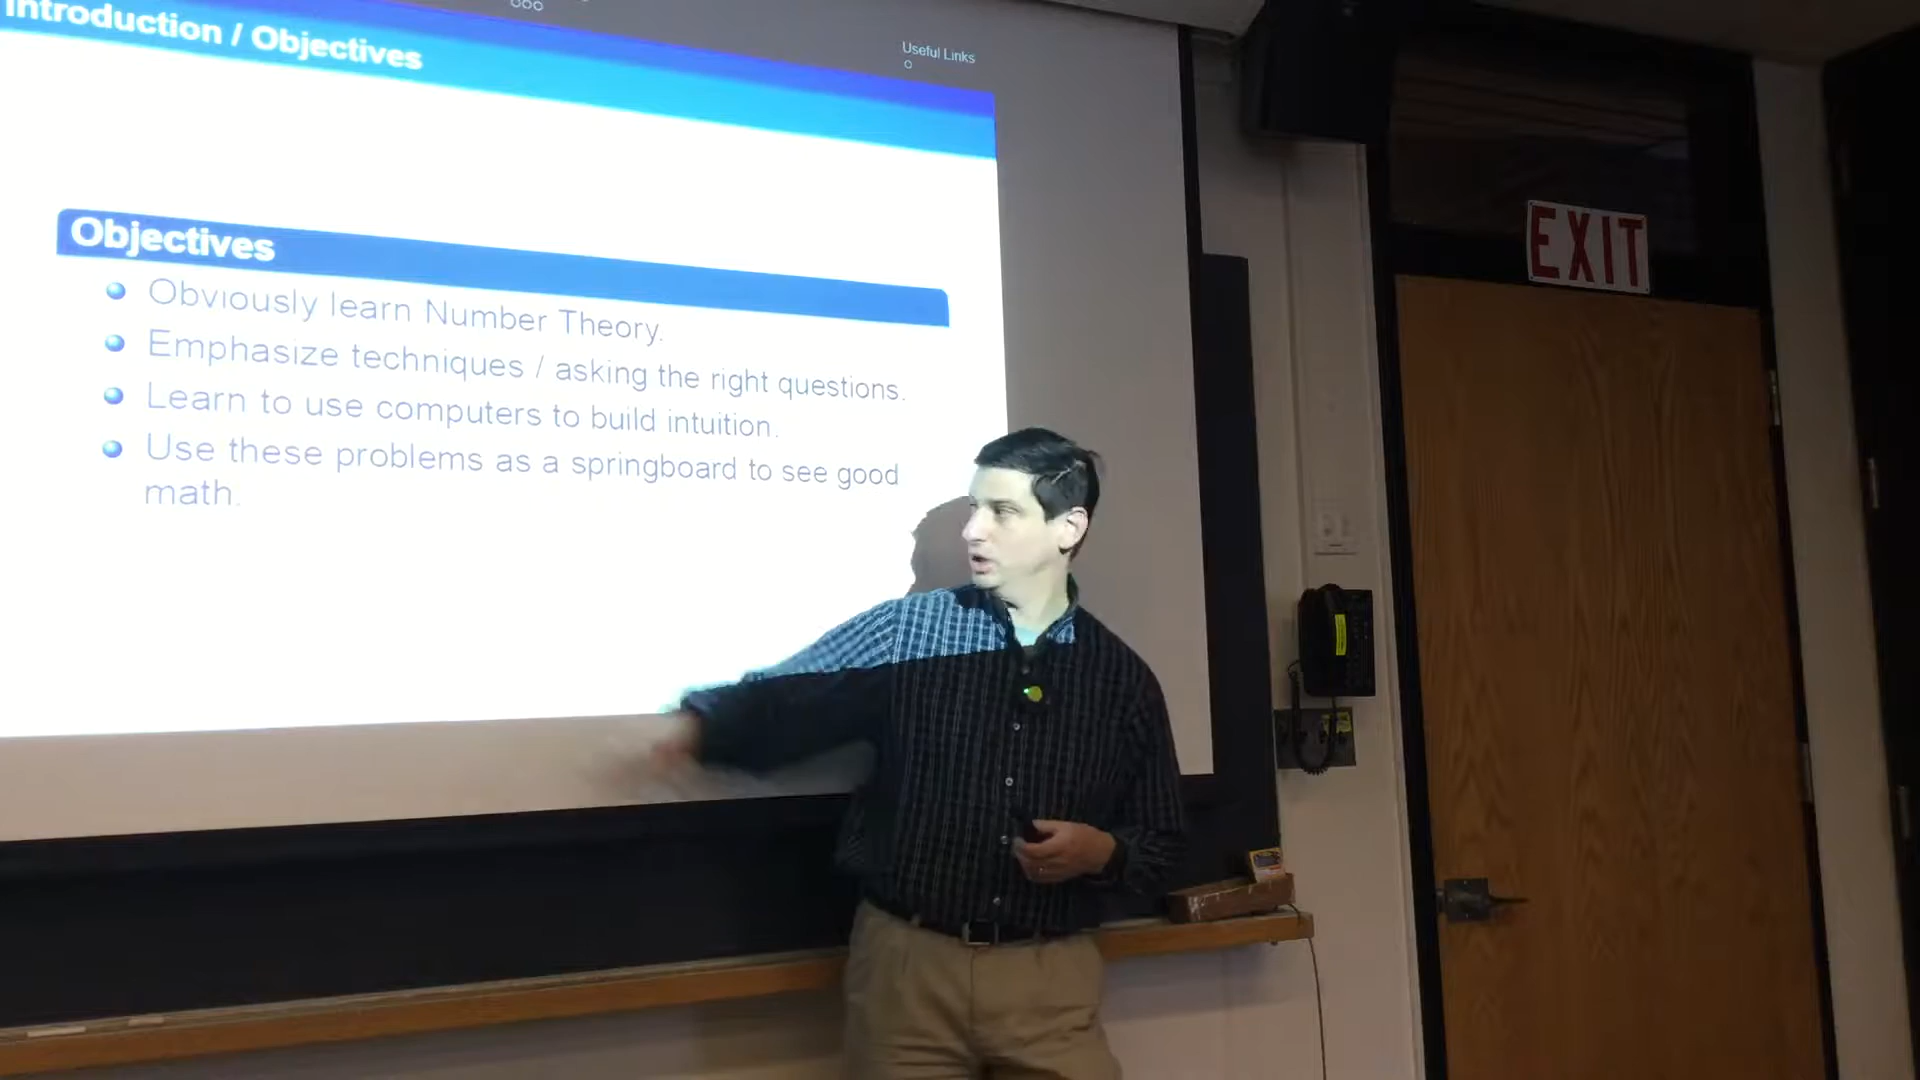 Useful Links
Introduction / Objectives
Objectives
Obviously learn Number Theory.
Emphasize techniques / asking the right questions.
Learn to use computers to build intuition.
Use these problems as a springboard to see good
math.
EXIT